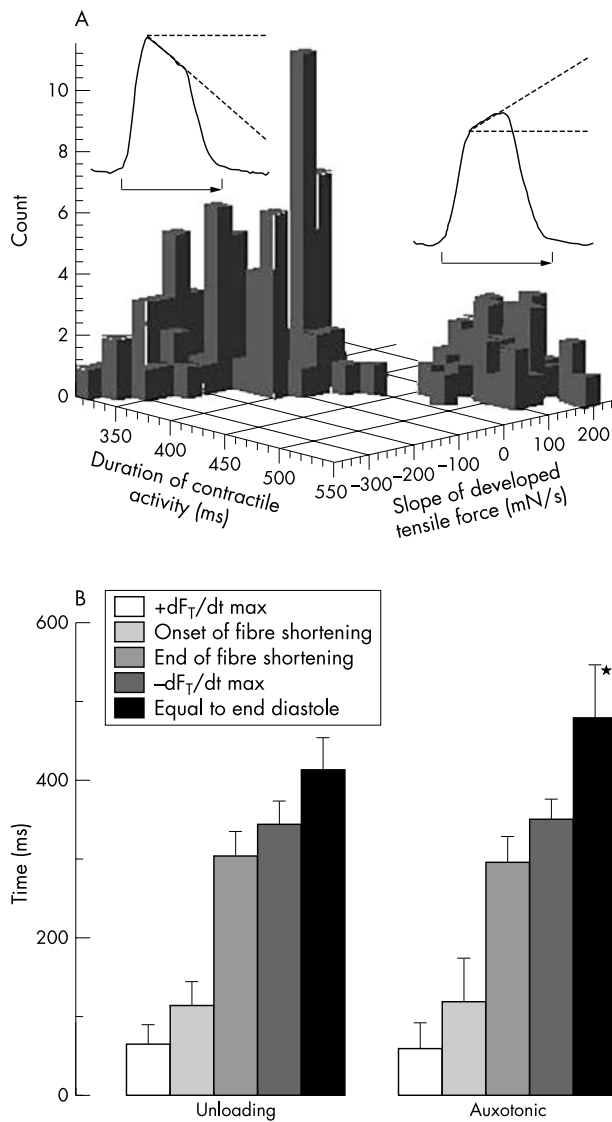 A
Count
10
8
6
4
2
0
350
400
450
500
550
Duration of contractile
activity (ms)
−300
−200
−100
0
100
200
Slope of developed
tensile force (mN/s)
B
+dF_T/dt max
Onset of fibre shortening
End of fibre shortening
−dF_T/dt max
Equal to end diastole
★
600
400
200
0
Time (ms)
Unloading
Auxotonic